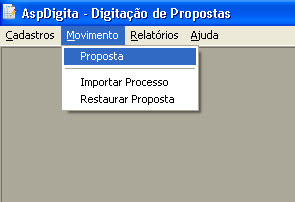 AspDigita - Digitação de Propostas
Cadastros Movimento Relatórios Ajuda
Proposta
Importar Processo
Restaurar Proposta